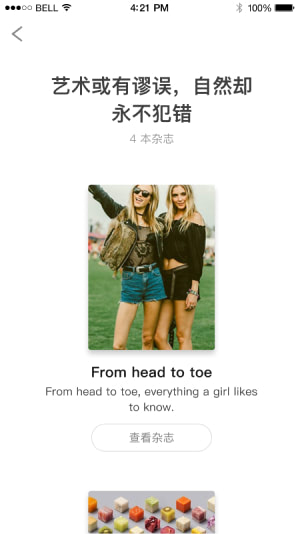 BELL 4:21 PM 100%
艺术或有谬误，自然却
永不犯错
4 本杂志
From head to toe
From head to toe, everything a girl likes
to know.
查看杂志